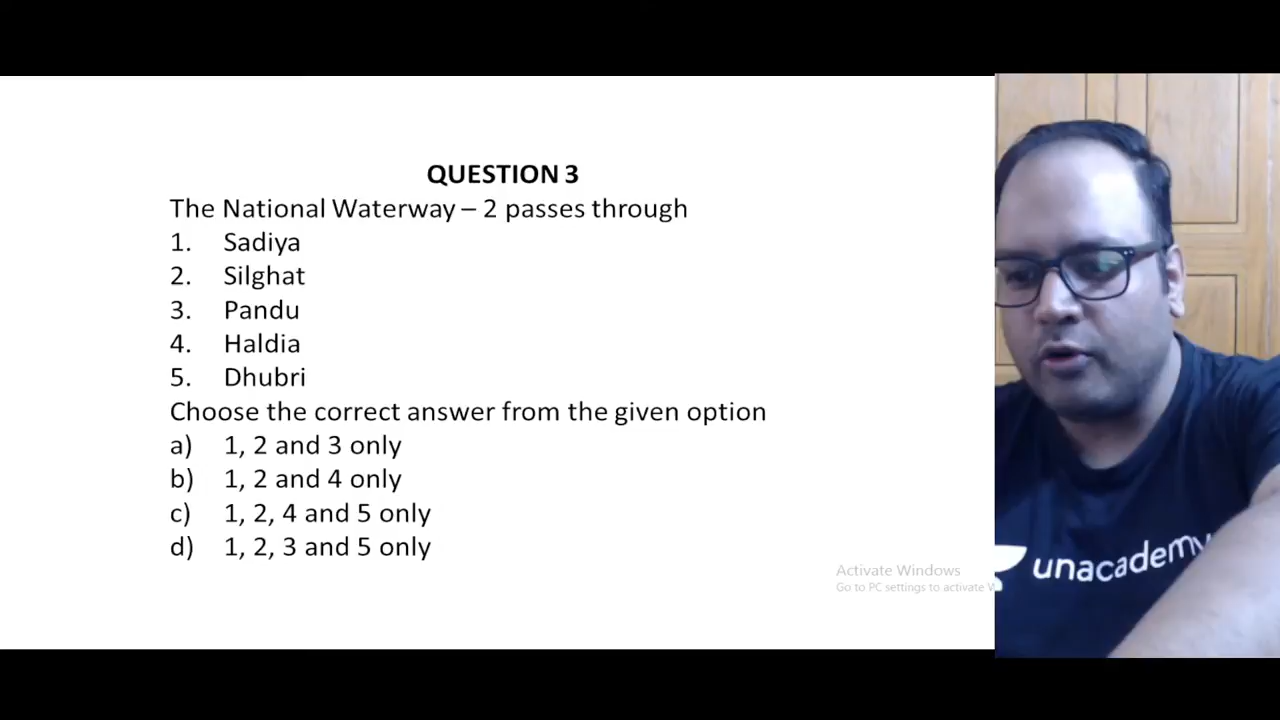 QUESTION 3
The National Waterway – 2 passes through
1. Sadiya
2. Silghat
3. Pandu
4. Haldia
5. Dhubri
Choose the correct answer from the given option
a) 1, 2 and 3 only
b) 1, 2 and 4 only
c) 1, 2, 4 and 5 only
d) 1, 2, 3 and 5 only
Activate Windows
Go to PC settings to activate W
unacademy